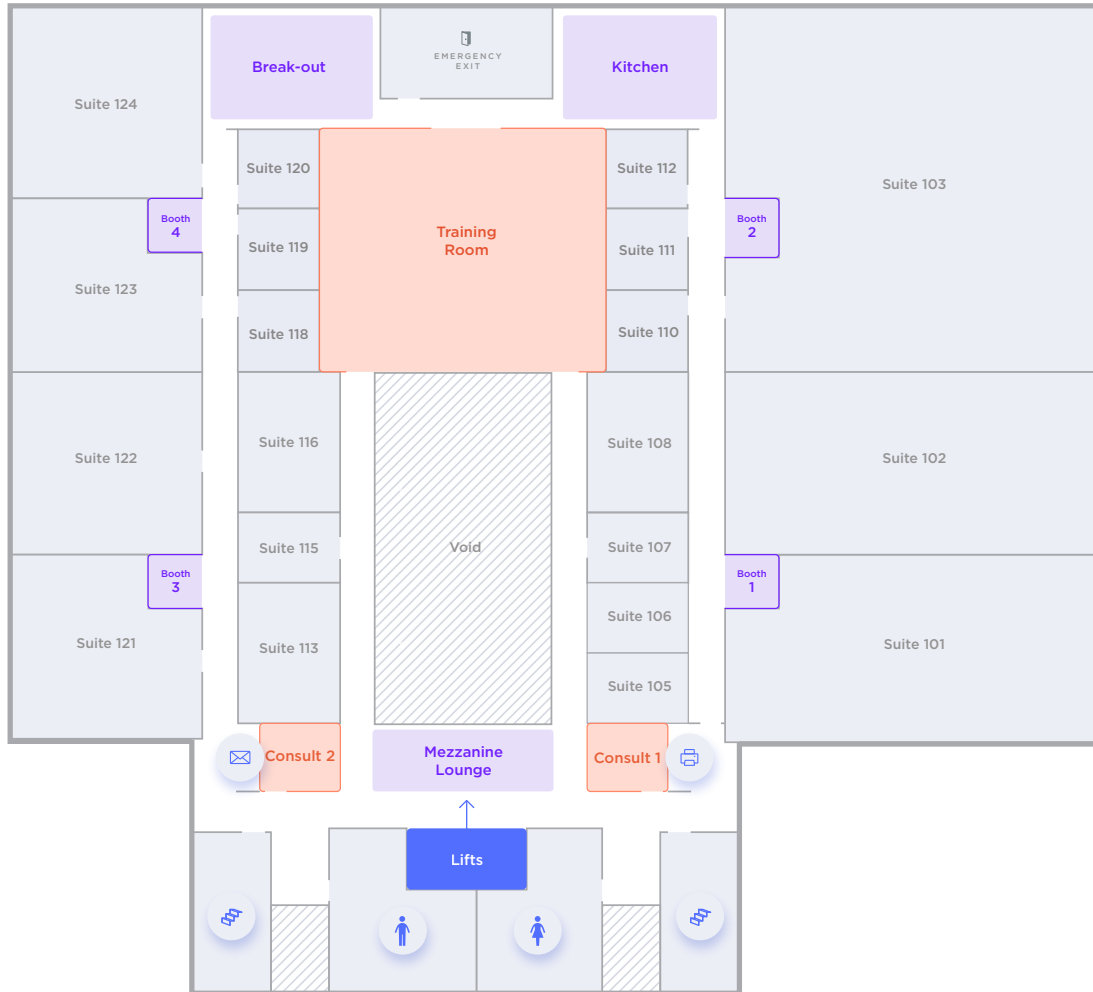 Break-out
EMERGENCY
EXIT
Kitchen
Suite 124
Suite 120
Suite 112
Suite 103
Booth
4
Training
Room
Booth
2
Suite 119
Suite 111
Suite 123
Suite 118
Suite 110
Suite 122
Suite 116
Suite 108
Suite 102
Suite 115
Void
Suite 107
Booth
3
Booth
1
Suite 121
Suite 113
Suite 106
Suite 101
Suite 105
Consult 2
Mezzanine
Lounge
Consult 1
Lifts